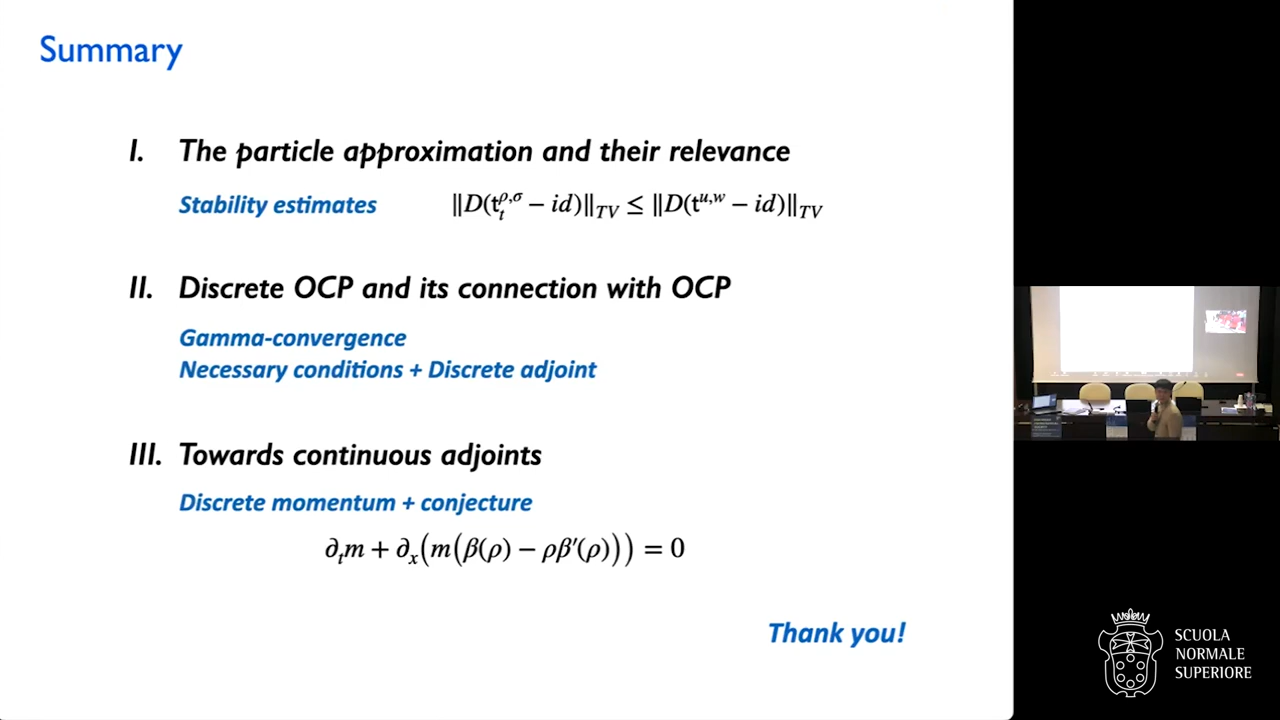 Summary
I. The particle approximation and their relevance
Stability estimates ‖D(t_t^{ρ,σ} − id)‖_{TV} ≤ ‖D(t^{u,w} − id)‖_{TV}
II. Discrete OCP and its connection with OCP
Gamma-convergence
Necessary conditions + Discrete adjoint
III. Towards continuous adjoints
Discrete momentum + conjecture
∂_t m + ∂_x(m(β(ρ) − ρβ′(ρ))) = 0
Thank you!
SCUOLA
NORMALE
SUPERIORE